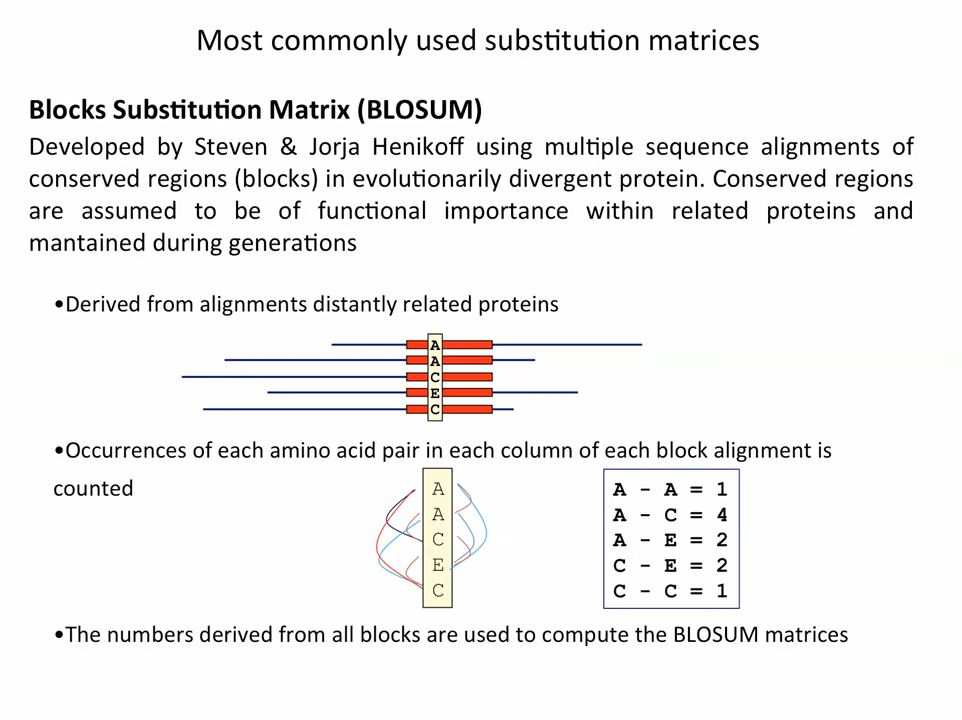 Most commonly used substitution matrices
Blocks Substitution Matrix (BLOSUM)
Developed by Steven & Jorja Henikoff using multiple sequence alignments of
conserved regions (blocks) in evolutionarily divergent protein. Conserved regions
are assumed to be of functional importance within related proteins and
mantained during generations
•Derived from alignments distantly related proteins
A
A
C
E
C
•Occurrences of each amino acid pair in each column of each block alignment is
counted
A
A
C
E
C
A - A = 1
A - C = 4
A - E = 2
C - E = 2
C - C = 1
•The numbers derived from all blocks are used to compute the BLOSUM matrices